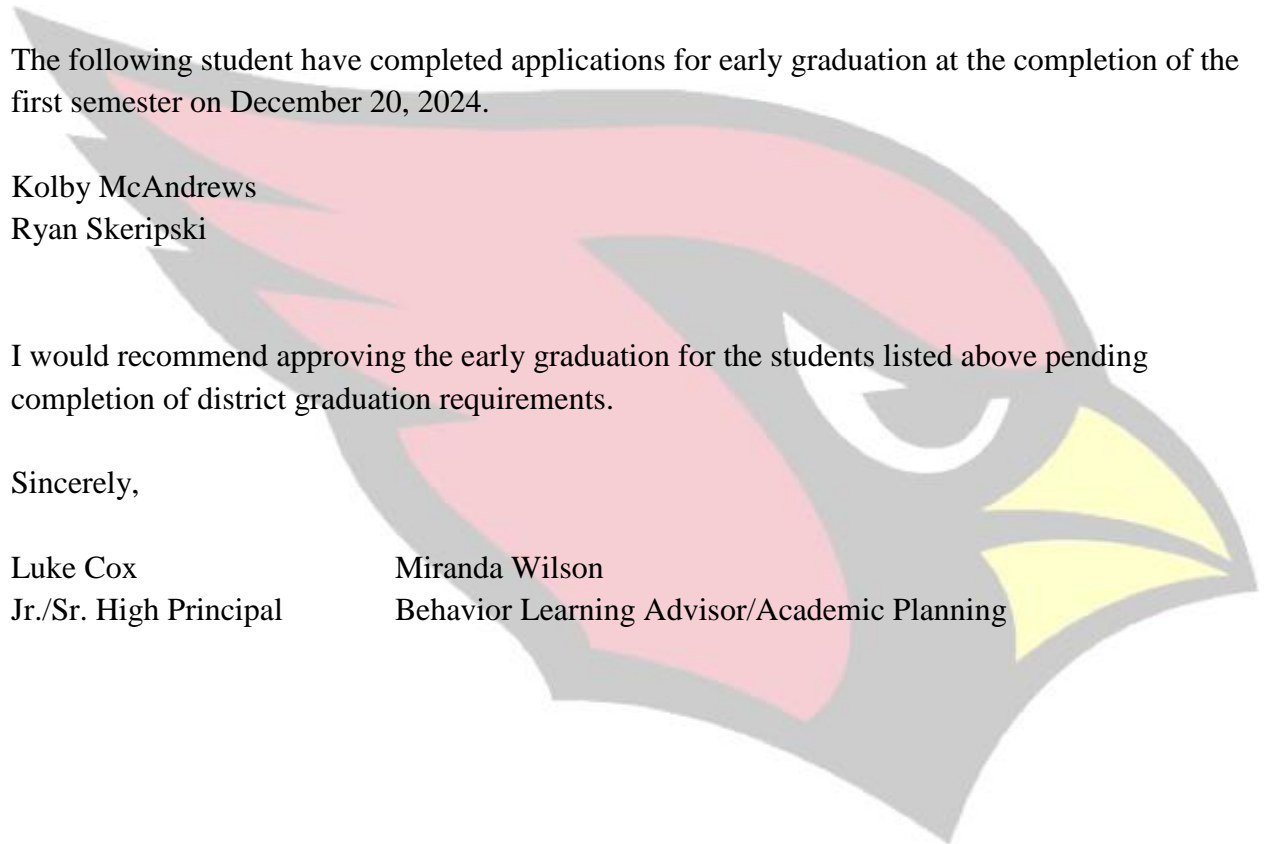 The following student have completed applications for early graduation at the completion of the
first semester on December 20, 2024.
Kolby McAndrews
Ryan Skeripski
I would recommend approving the early graduation for the students listed above pending
completion of district graduation requirements.
Sincerely,
Luke Cox Miranda Wilson
Jr./Sr. High Principal Behavior Learning Advisor/Academic Planning